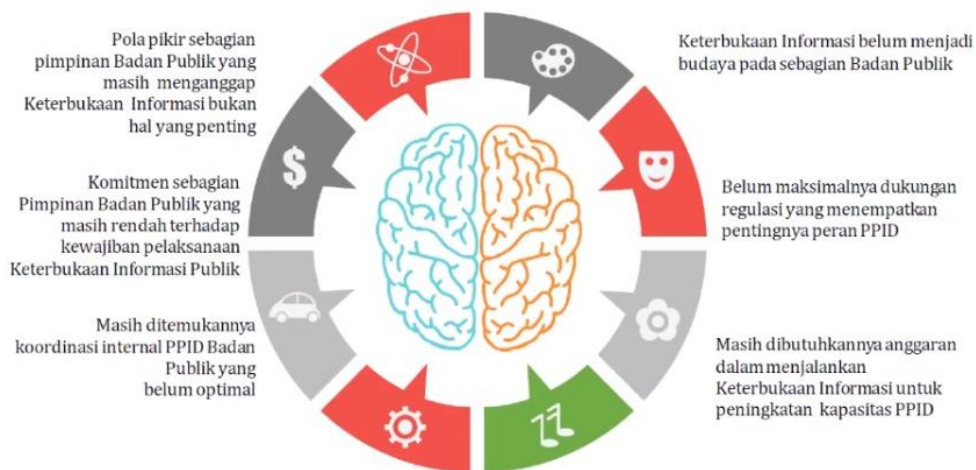 Pola pikir sebagian
pimpinan Badan Publik yang
masih menganggap
Keterbukaan Informasi bukan
hal yang penting
Komitmen sebagian
Pimpinan Badan Publik yang
masih rendah terhadap
kewajiban pelaksanaan
Keterbukaan Informasi Publik
Masih ditemukannya
koordinasi internal PPID Badan
Publik yang
belum optimal
Keterbukaan Informasi belum menjadi
budaya pada sebagian Badan Publik
Belum maksimalnya dukungan
regulasi yang menempatkan
pentingnya peran PPID
Masih dibutuhkannya anggaran
dalam menjalankan
Keterbukaan Informasi untuk
peningkatan kapasitas PPID
$